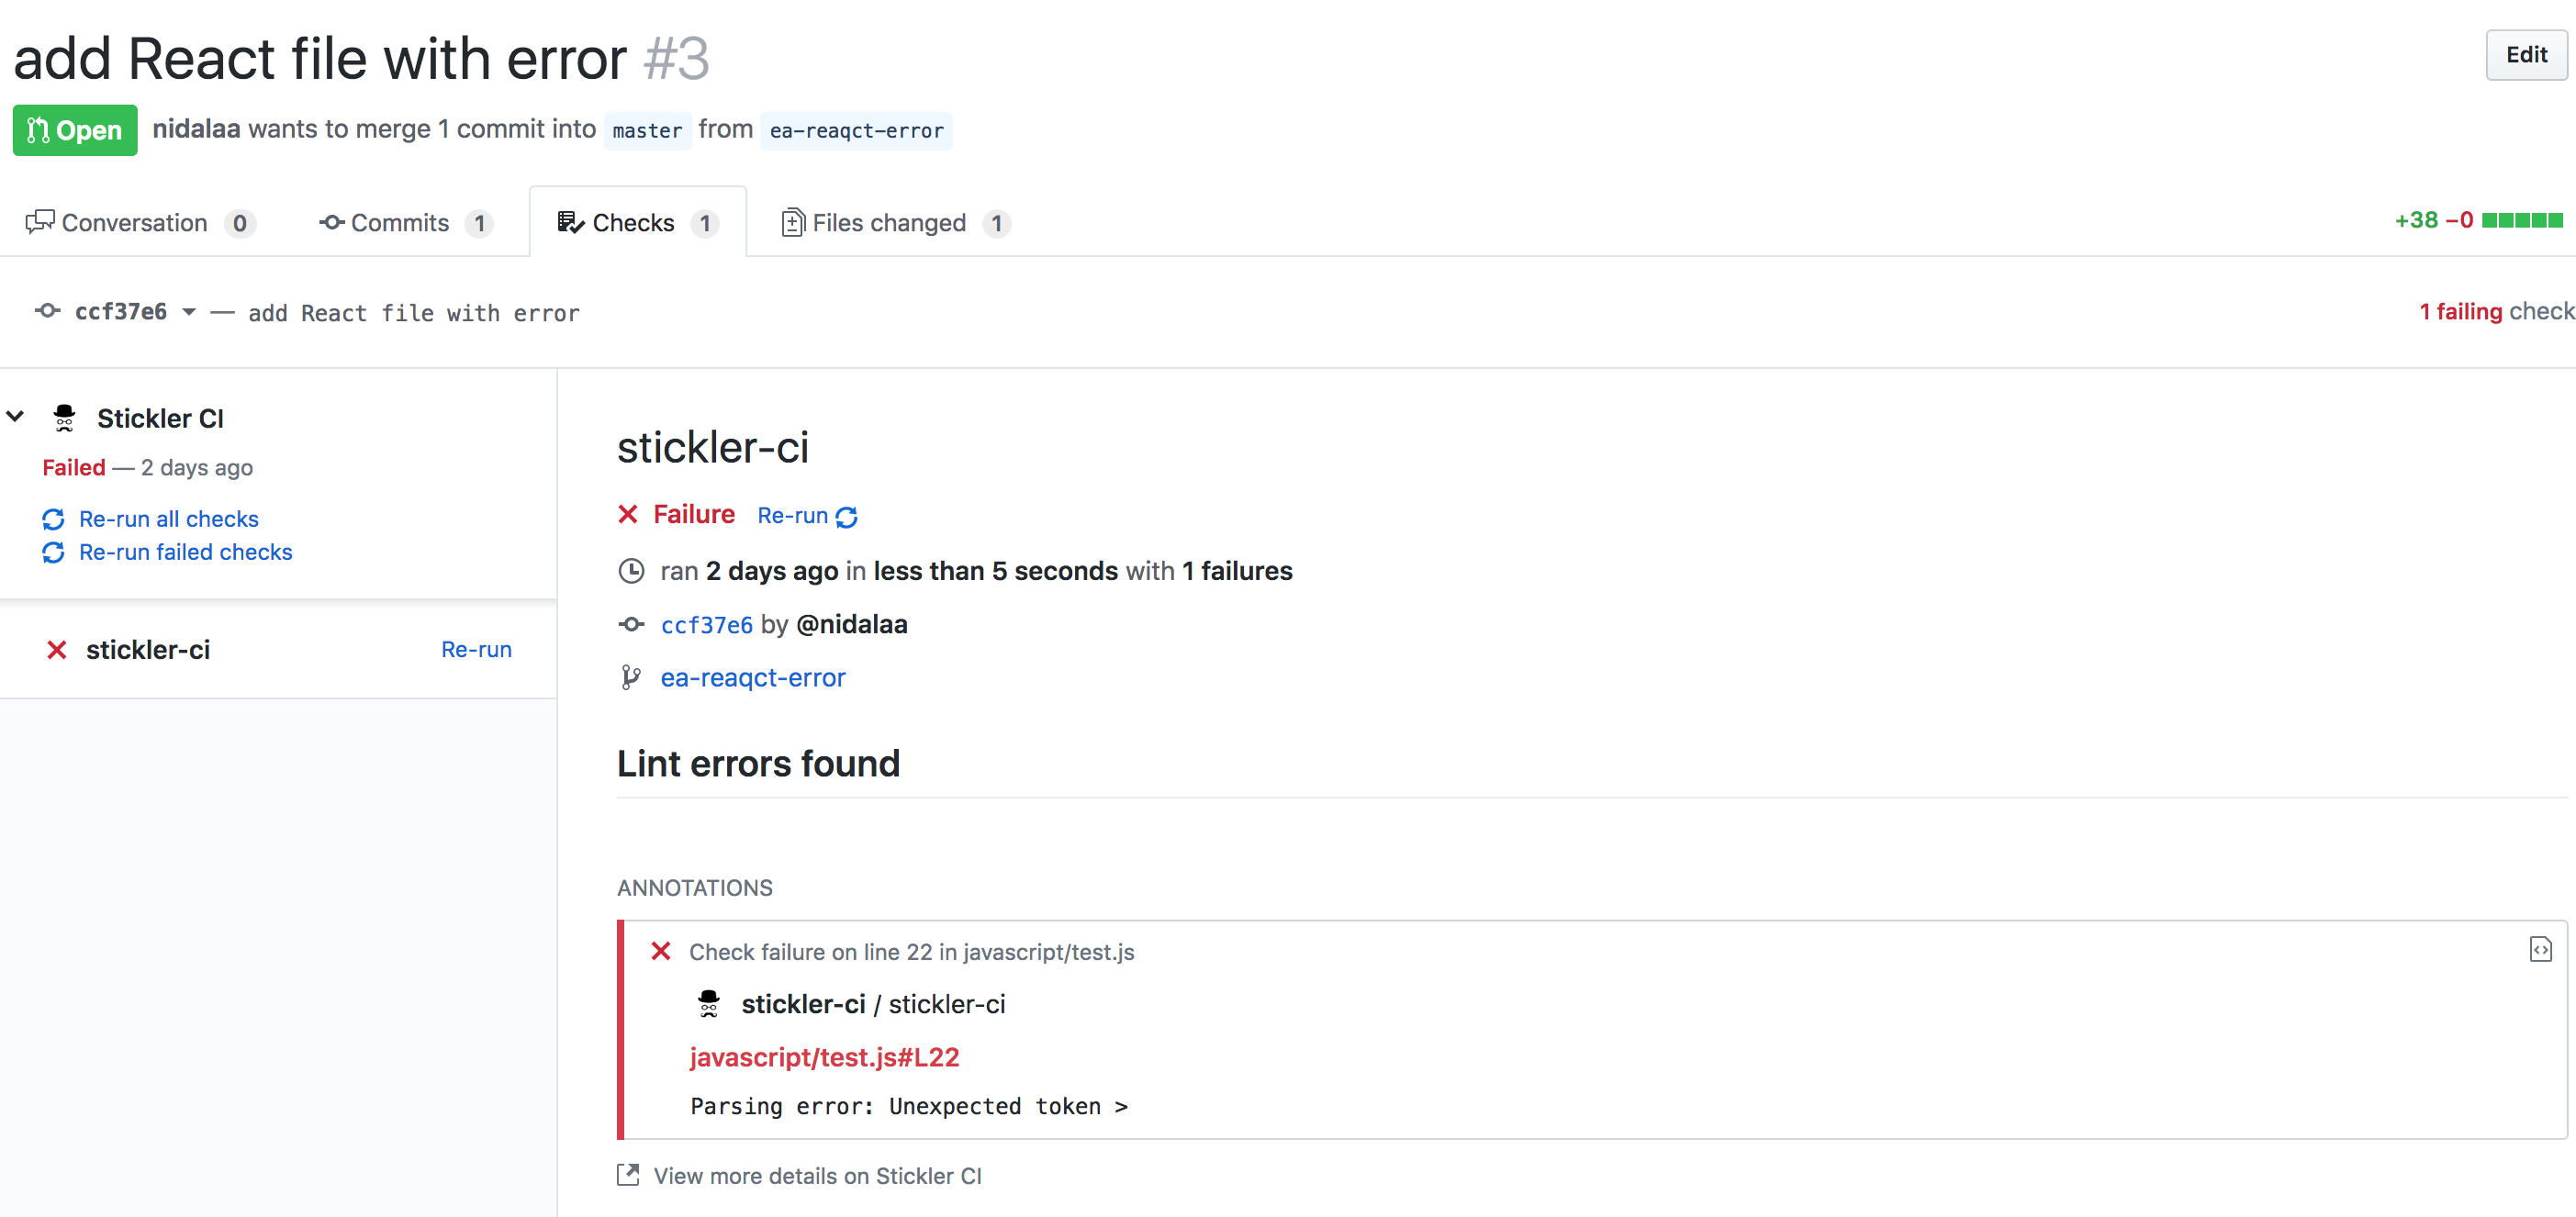 add React file with error #3
Edit
Open nidalaa wants to merge 1 commit into master from ea-reaqct-error
Conversation 0 Commits 1 Checks 1 Files changed 1 +38 −0
ccf37e6 — add React file with error
1 failing check
Stickler CI
Failed — 2 days ago
Re-run all checks
Re-run failed checks
stickler-ci Re-run
stickler-ci
Failure Re-run
ran 2 days ago in less than 5 seconds with 1 failures
ccf37e6 by @nidalaa
ea-reaqct-error
Lint errors found
ANNOTATIONS
Check failure on line 22 in javascript/test.js
stickler-ci / stickler-ci
javascript/test.js#L22
Parsing error: Unexpected token >
View more details on Stickler CI